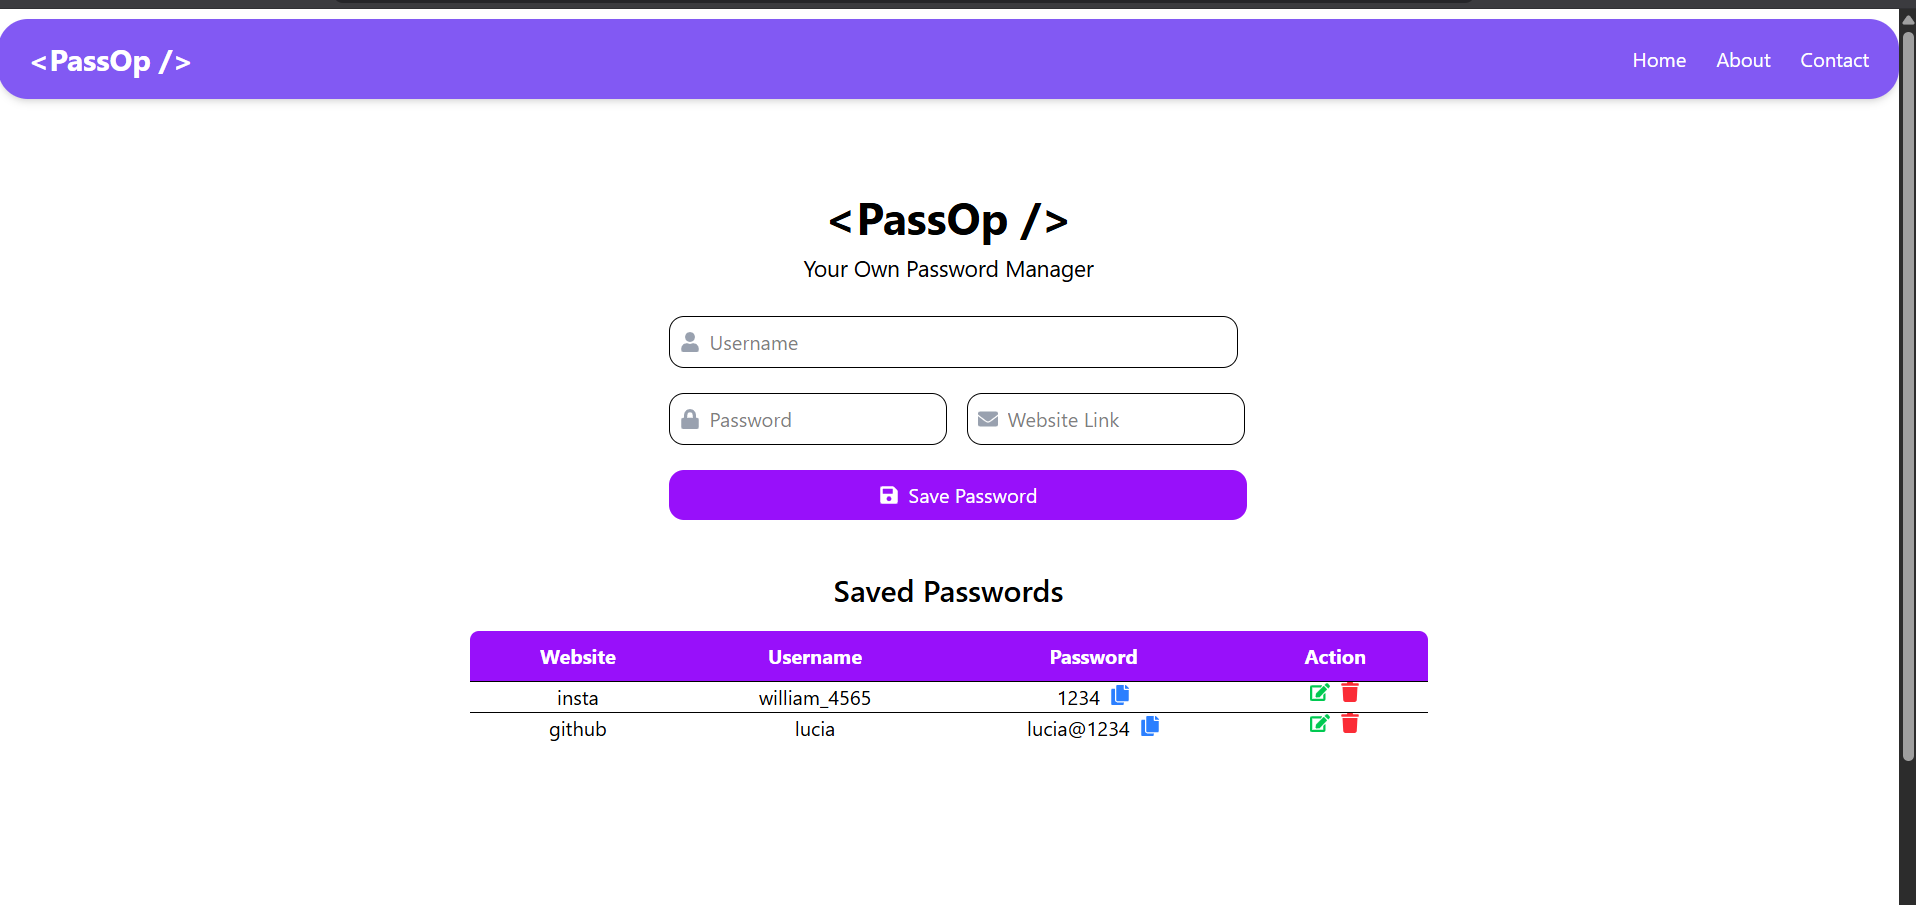 <PassOp />
Home About Contact
<PassOp />
Your Own Password Manager
Username
Password Website Link
Save Password
Saved Passwords
Website Username Password Action
insta william_4565 1234
github lucia lucia@1234